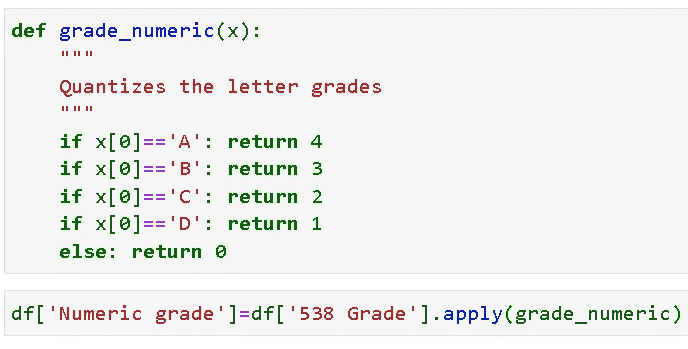 def grade_numeric(x):
    """
    Quantizes the letter grades
    """
    if x[0]=='A': return 4
    if x[0]=='B': return 3
    if x[0]=='C': return 2
    if x[0]=='D': return 1
    else: return 0
df['Numeric grade']=df['538 Grade'].apply(grade_numeric)